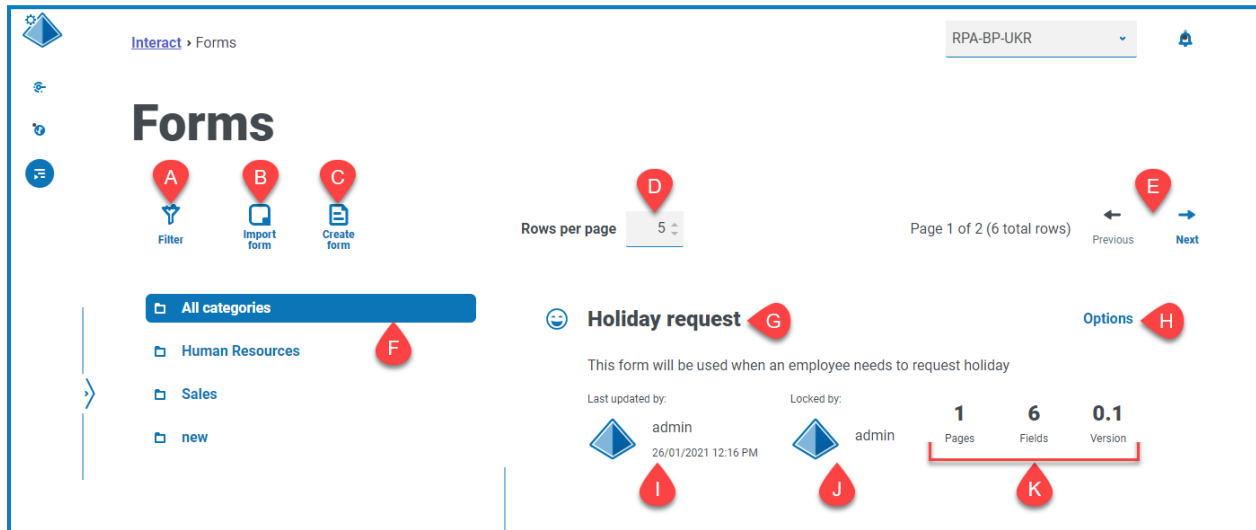 Interact › Forms
RPA-BP-UKR
Forms
A
B
C
D
E
Filter
Import
form
Create
form
Rows per page
5
Page 1 of 2 (6 total rows)
Previous
Next
All categories
F
Human Resources
Sales
new
Holiday request
G
Options
H
This form will be used when an employee needs to request holiday
Last updated by:
admin
26/01/2021 12:16 PM
Locked by:
admin
1
Pages
6
Fields
0.1
Version
I
J
K